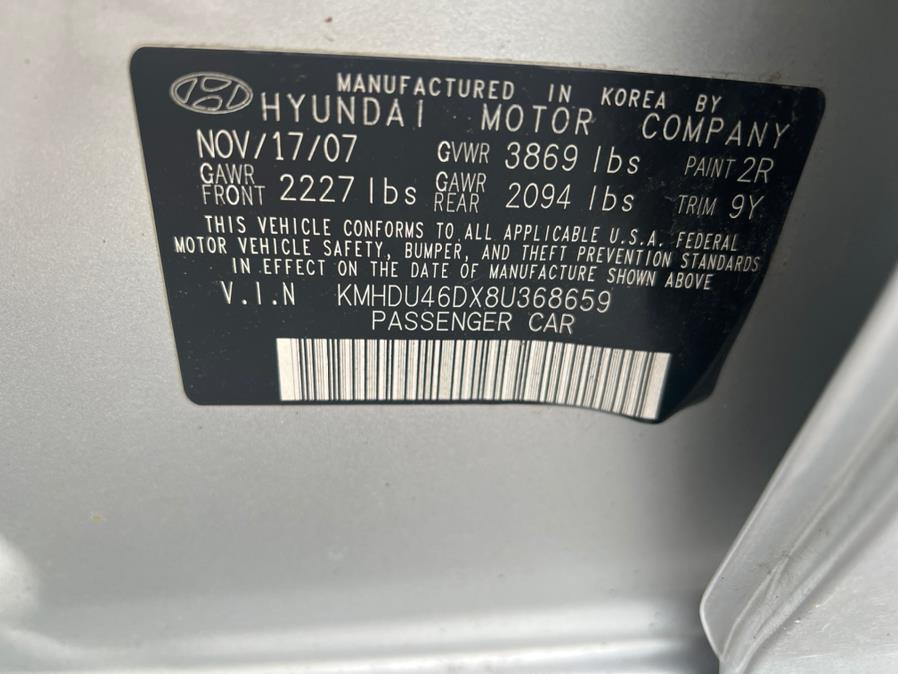 MANUFACTURED IN KOREA BY
HYUNDAI MOTOR COMPANY
NOV/17/07 GVWR 3869 lbs PAINT 2R
GAWR FRONT 2227 lbs GAWR REAR 2094 lbs TRIM 9Y
THIS VEHICLE CONFORMS TO ALL APPLICABLE U.S.A. FEDERAL
MOTOR VEHICLE SAFETY, BUMPER, AND THEFT PREVENTION STANDARDS
IN EFFECT ON THE DATE OF MANUFACTURE SHOWN ABOVE
V.I.N KMHDU46DX8U368659
PASSENGER CAR